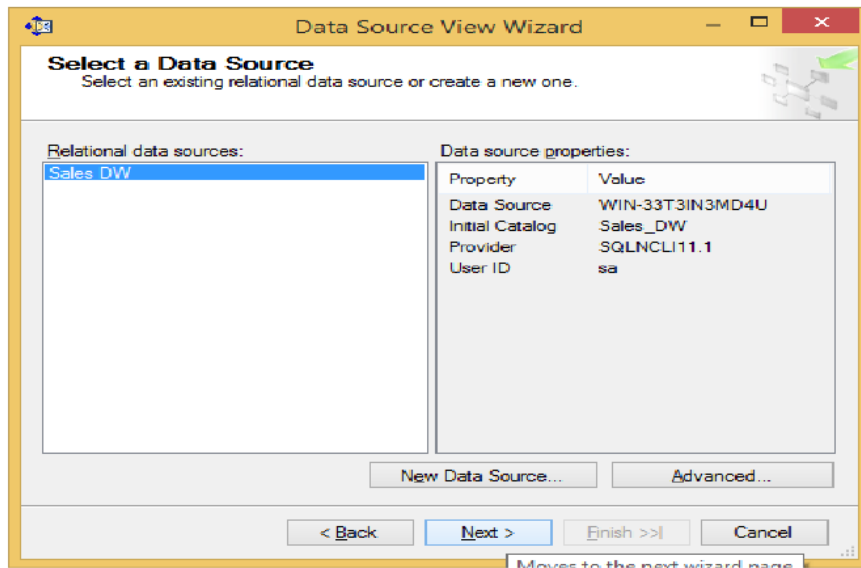 Data Source View Wizard
Select a Data Source
Select an existing relational data source or create a new one.
Relational data sources:
Sales DW
Data source properties:
Property Value
Data Source WIN-33T3IN3MD4U
Initial Catalog Sales_DW
Provider SQLNCLI11.1
User ID sa
New Data Source...
Advanced...
< Back
Next >
Finish >>|
Cancel
Moves to the next wizard page